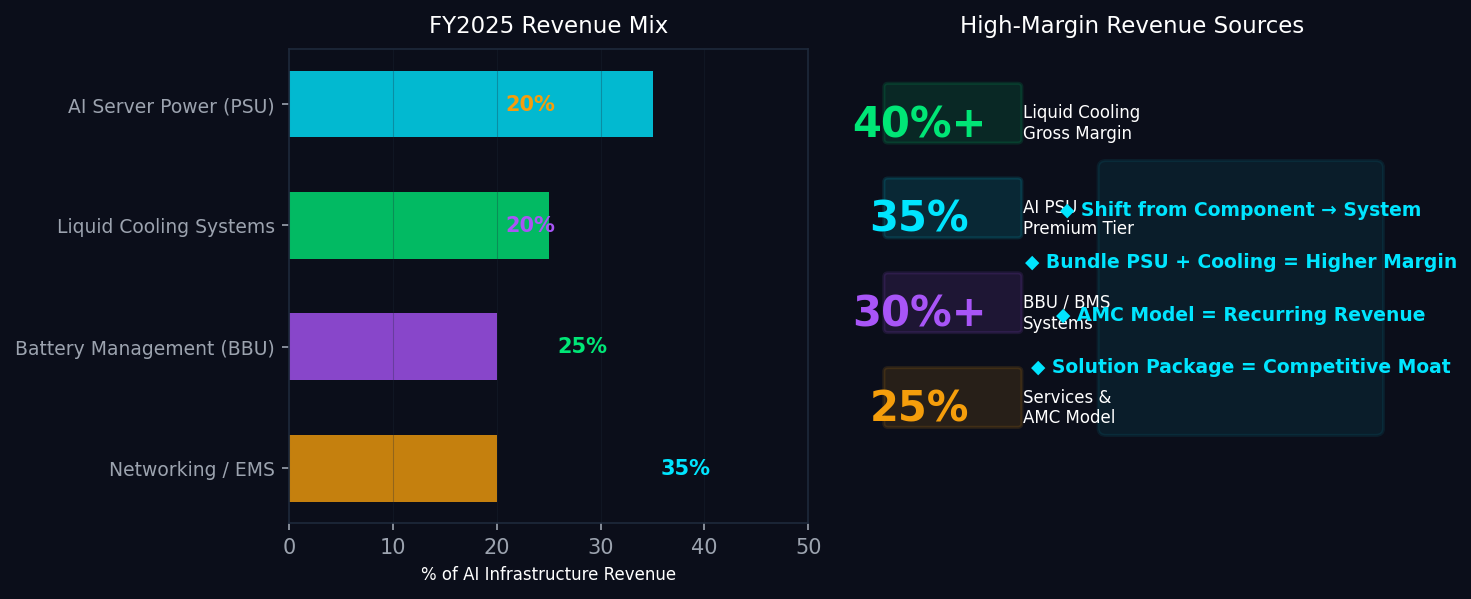 FY2025 Revenue Mix
AI Server Power (PSU)
20%
Liquid Cooling Systems
20%
Battery Management (BBU)
25%
Networking / EMS
35%
0 10 20 30 40 50
% of AI Infrastructure Revenue
High-Margin Revenue Sources
40%+
Liquid Cooling
Gross Margin
35%
AI PSU
Premium Tier
30%+
BBU / BMS
Systems
25%
Services &
AMC Model
◆ Shift from Component → System
◆ Bundle PSU + Cooling = Higher Margin
◆ AMC Model = Recurring Revenue
◆ Solution Package = Competitive Moat